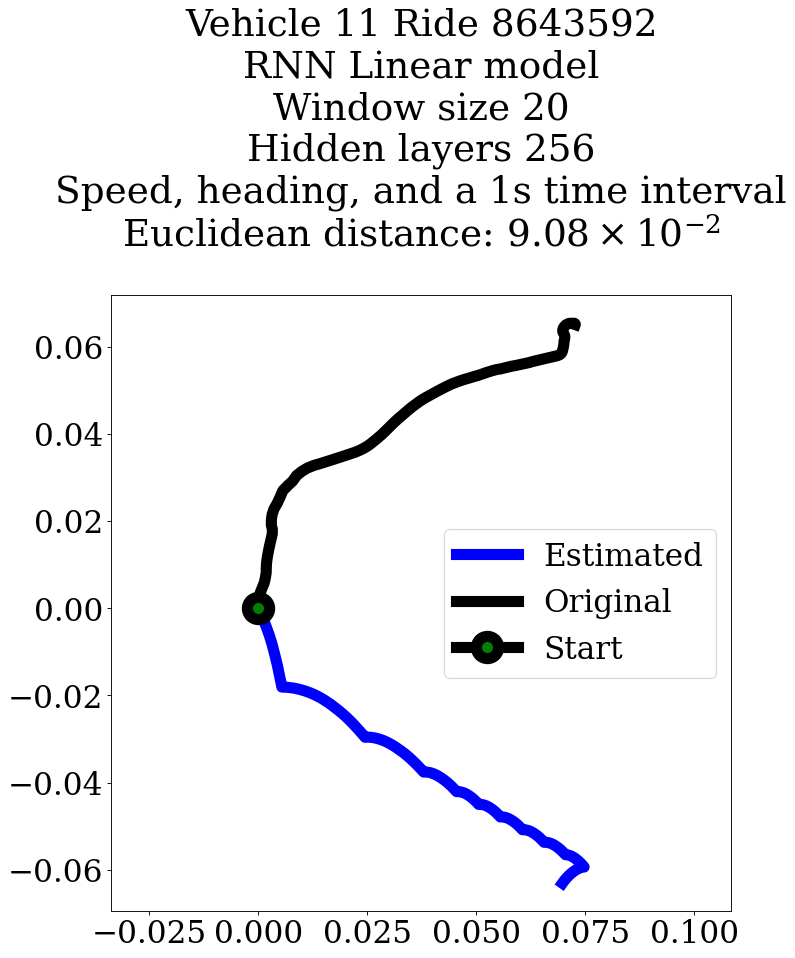 Vehicle 11 Ride 8643592
RNN Linear model
Window size 20
Hidden layers 256
Speed, heading, and a 1s time interval
Euclidean distance: 9.08 × 10⁻²
0.06
0.04
0.02
0.00
−0.02
−0.04
−0.06
Estimated
Original
Start
−0.025 0.000 0.025 0.050 0.075 0.100